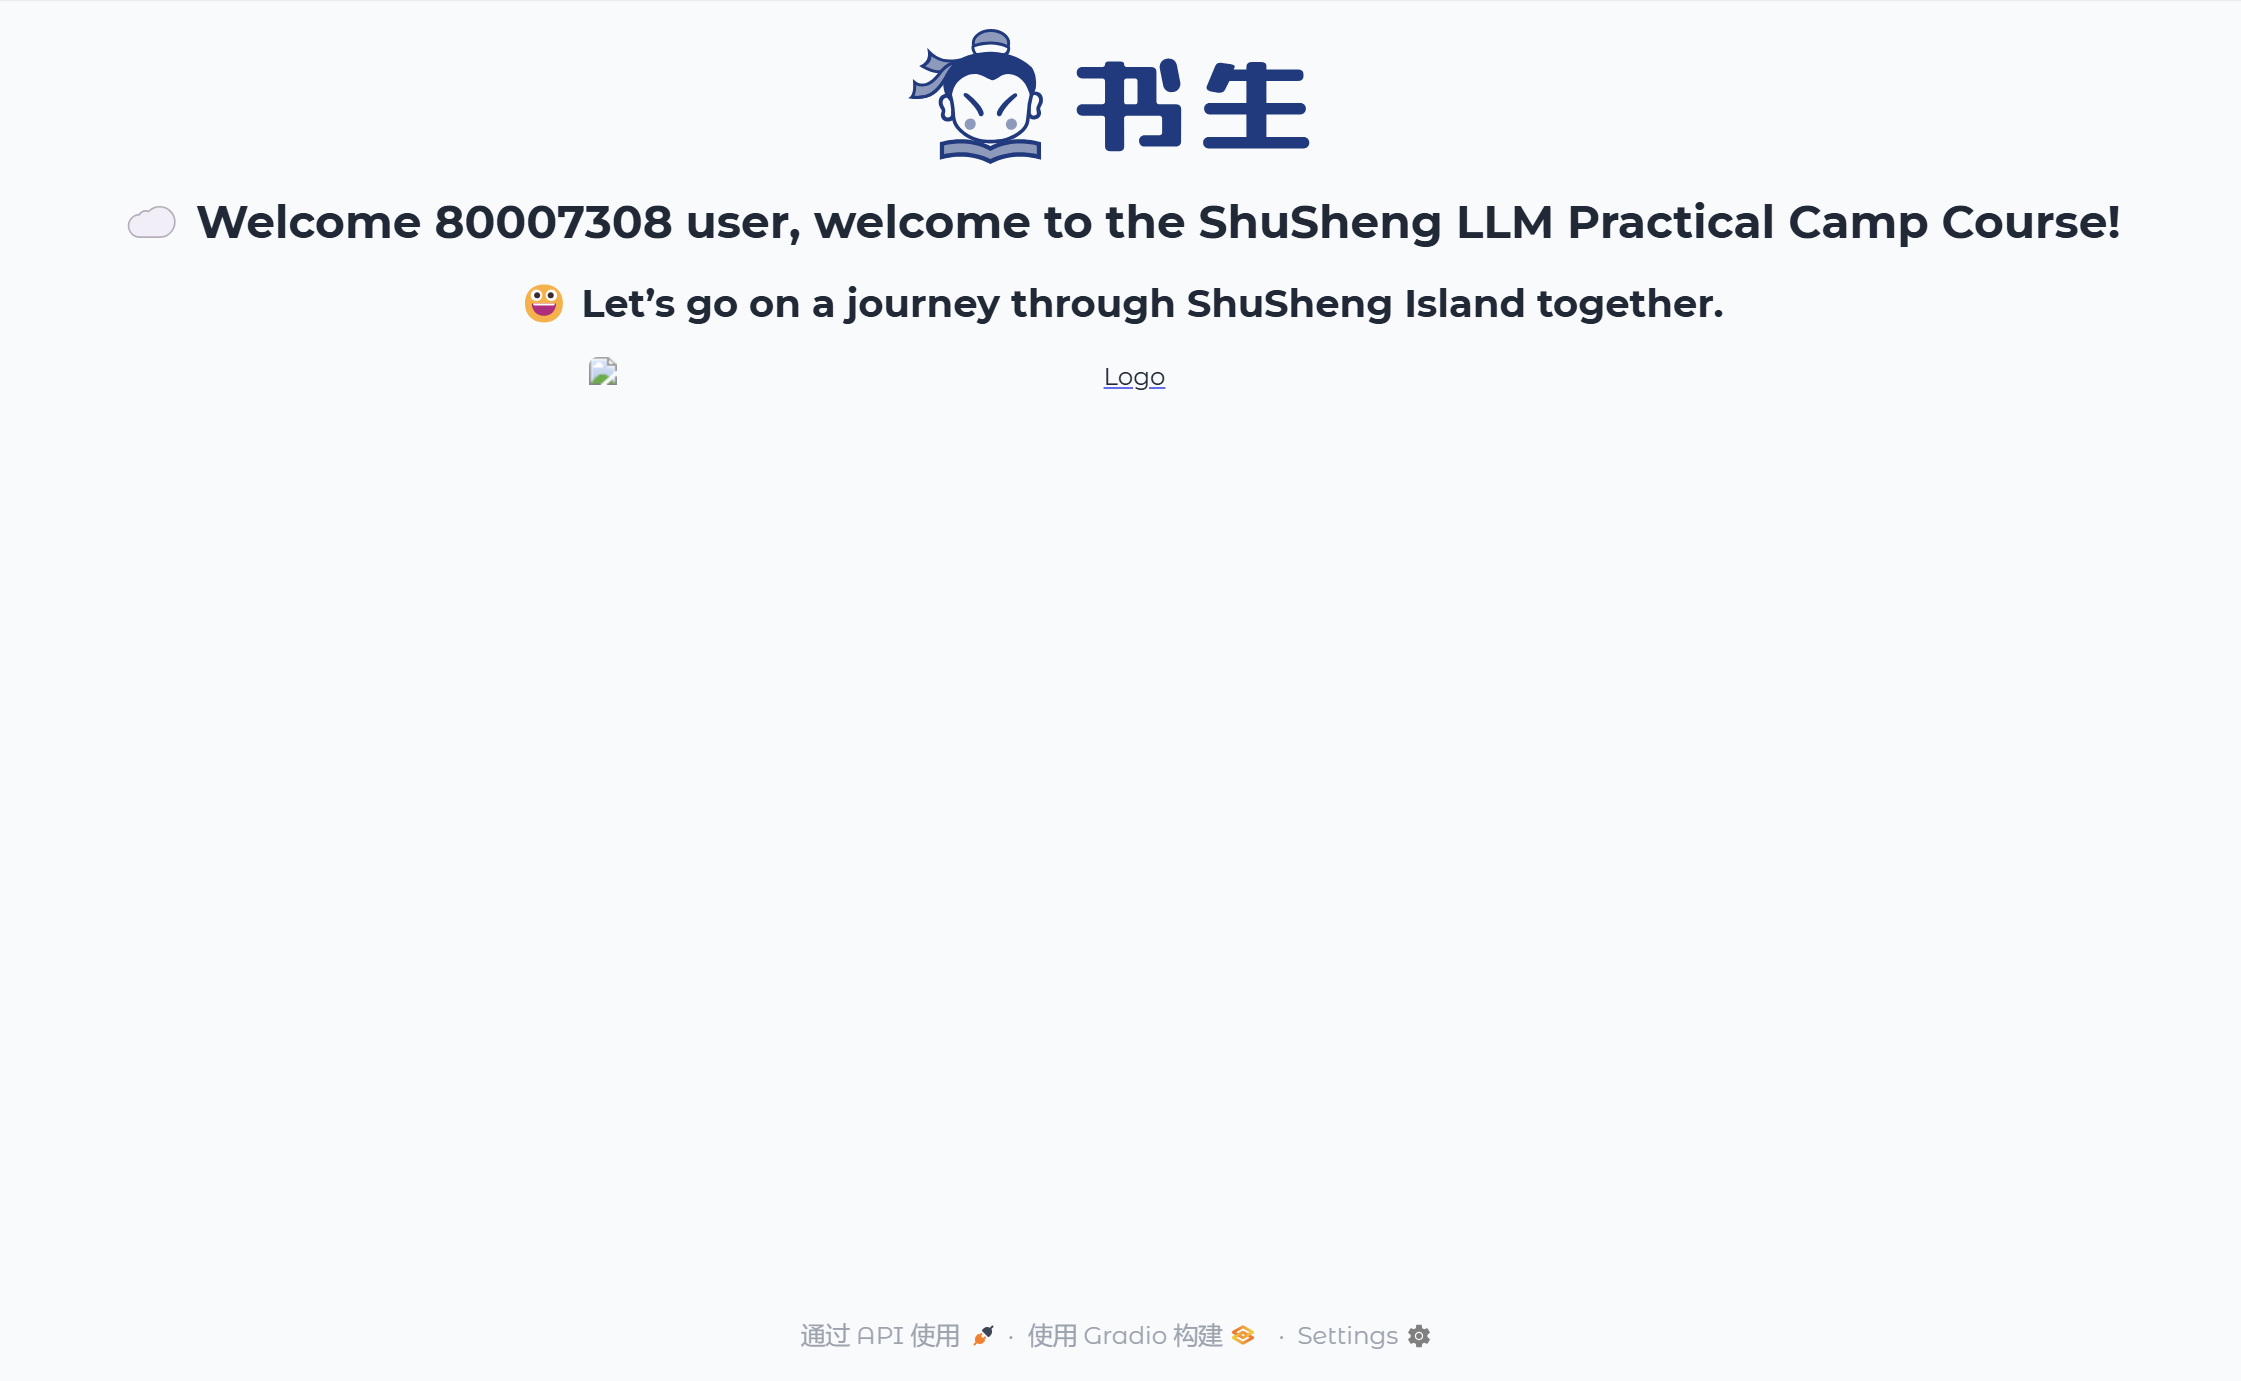 书生
Welcome 80007308 user, welcome to the ShuSheng LLM Practical Camp Course!
Let’s go on a journey through ShuSheng Island together.
Logo
通过 API 使用 · 使用 Gradio 构建 · Settings